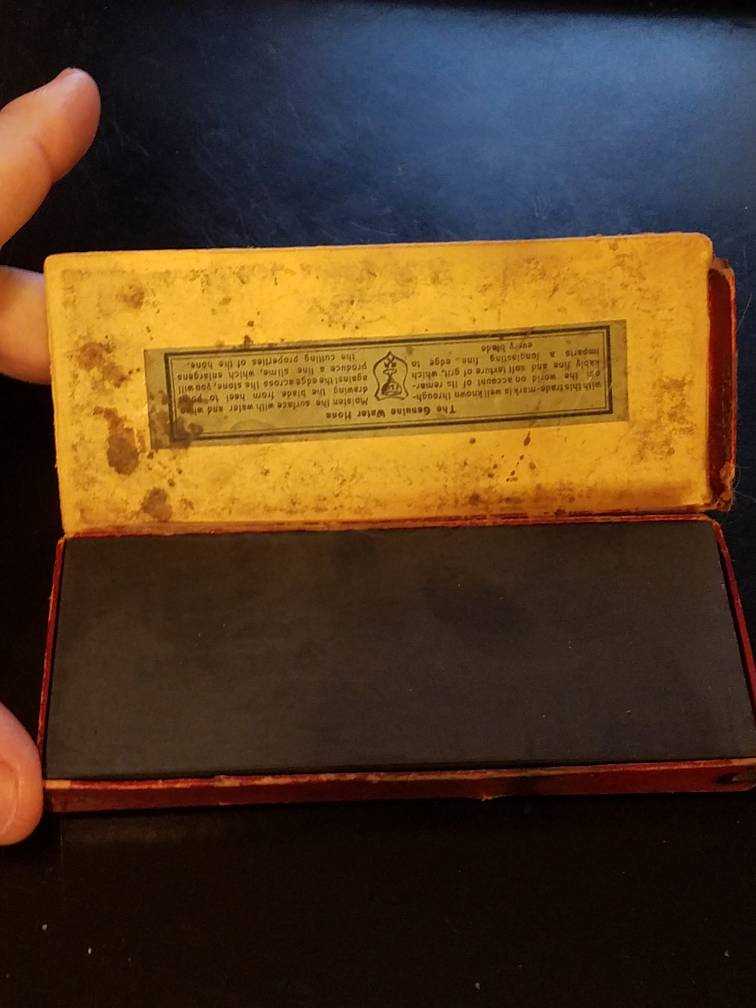 The Genuine Water Hone
with this trade-mark is well known through-
out the world on account of its remar-
kably fine and soft texture of grit, which
imparts a longlasting, fine edge to
every blade
Moisten the surface with water and
drawing the blade from heel to
against the edge across the stone, you will
produce a fine slime, which enlargens
the cutting properties of the hone.